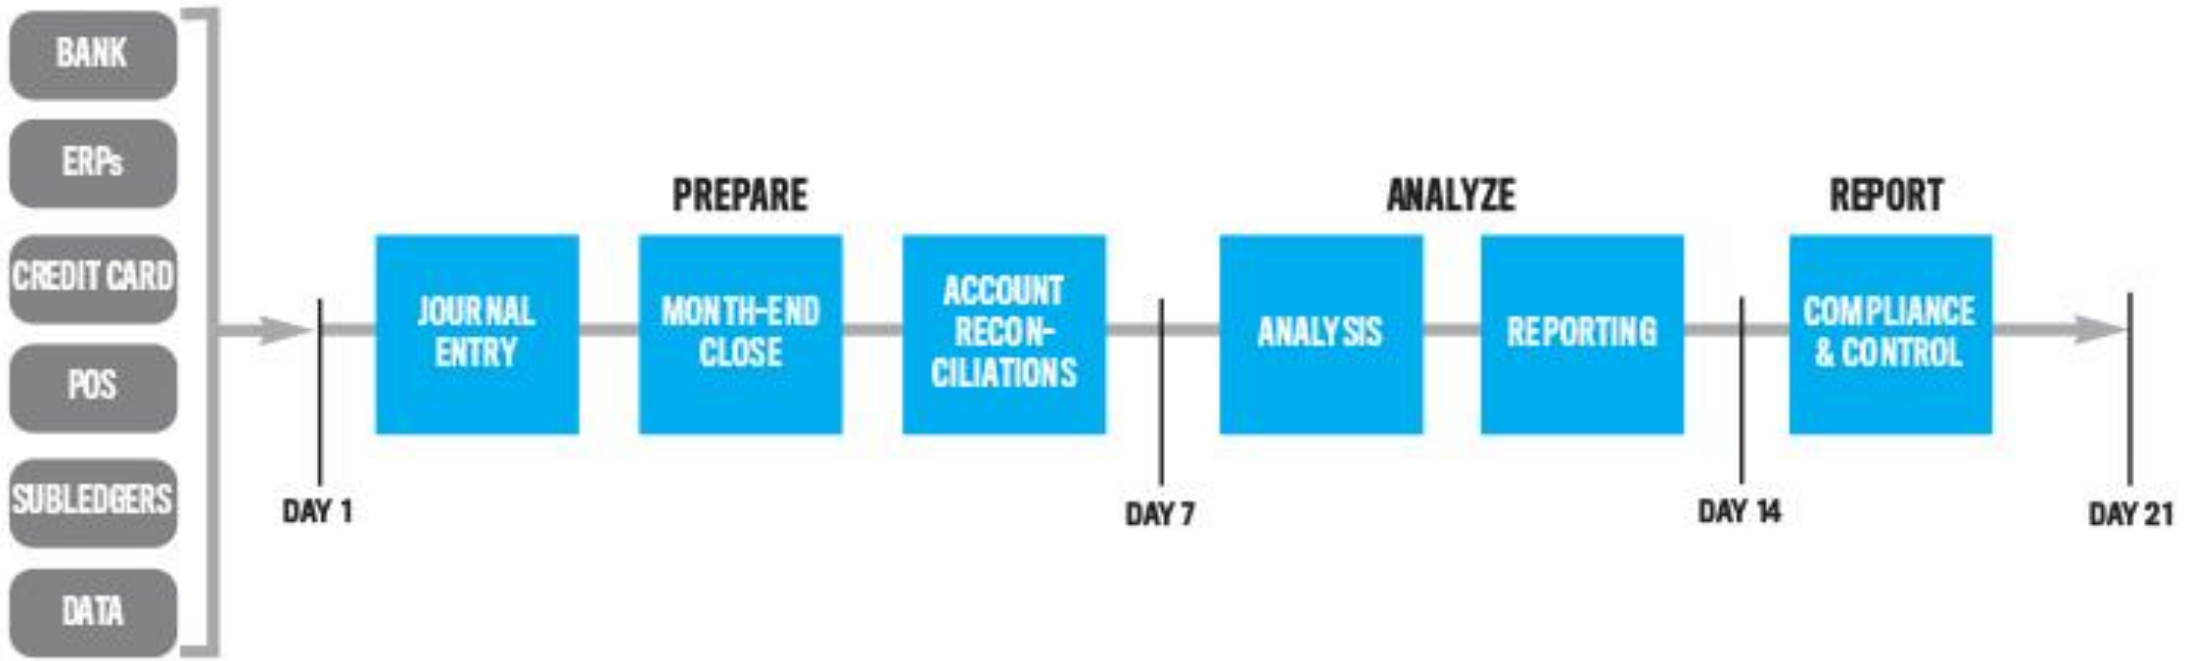 BANK
ERPs
CREDIT CARD
POS
SUBLEDGERS
DATA
PREPARE
JOURNAL
ENTRY
MONTH-END
CLOSE
ACCOUNT
RECON-
CILIATIONS
ANALYZE
ANALYSIS
REPORTING
REPORT
COMPLIANCE
& CONTROL
DAY 1
DAY 7
DAY 14
DAY 21